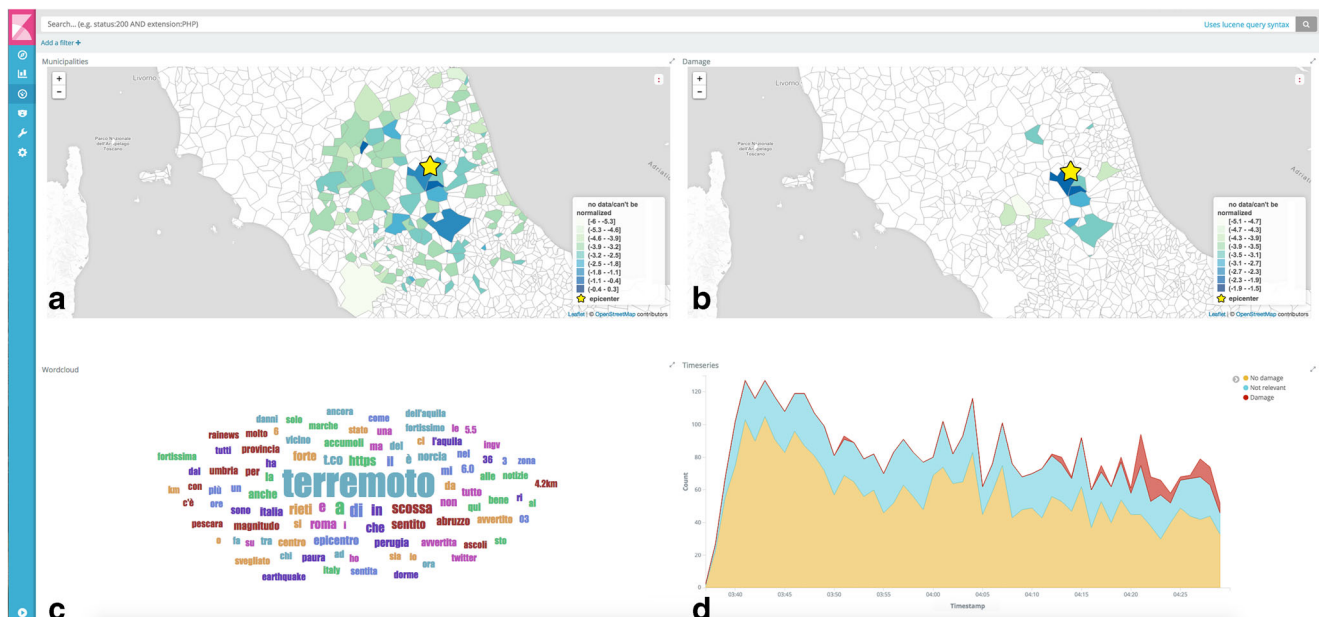 Search... (e.g. status:200 AND extension:PHP)
Uses lucene query syntax
Add a filter +
Municipalities
+
−
Livorno
Parco Nazionale
dell'Arcipelago
Toscano
no data/can't be
normalized
[-6 - -5.3]
(-5.3 - -4.6]
(-4.6 - -3.9]
(-3.9 - -3.2]
(-3.2 - -2.5]
(-2.5 - -1.8]
(-1.8 - -1.1]
(-1.1 - -0.4]
(-0.4 - 0.3]
epicenter
Leaflet | © OpenStreetMap contributors
a
Damage
+
−
Livorno
Parco Nazionale
dell'Arcipelago
Toscano
no data/can't be
normalized
[-5.1 - -4.7]
(-4.7 - -4.3]
(-4.3 - -3.9]
(-3.9 - -3.5]
(-3.5 - -3.1]
(-3.1 - -2.7]
(-2.7 - -2.3]
(-2.3 - -1.9]
(-1.9 - -1.5]
epicenter
Leaflet | © OpenStreetMap contributors
b
Wordcloud
ancora dell'aquila
danni solo marche come
rainews molto 6 stato una fortissimo le 5.5
tutti provincia vicino accumoli ma del ci l'aquila ingv
fortissima ha forte t.co https il è norcia nel 36 3 zona
dal umbria per la mi 6.0 alle notizie
km con più un anche terremoto da tutto 4.2km
c'è ore sono italia rieti e a di in scossa non qui bene ri al
pescara magnitudo si roma i che sentito abruzzo avvertito 03
o fa su tra centro epicentro perugia avvertita ascoli sto
svegliato chi paura ad ho sia lo ora twitter
earthquake italy sentita dorme
c
Timeseries
No damage
Not relevant
Damage
Count
120
100
80
60
40
20
0
03:40 03:45 03:50 03:55 04:00 04:05 04:10 04:15 04:20 04:25
Timestamp
d